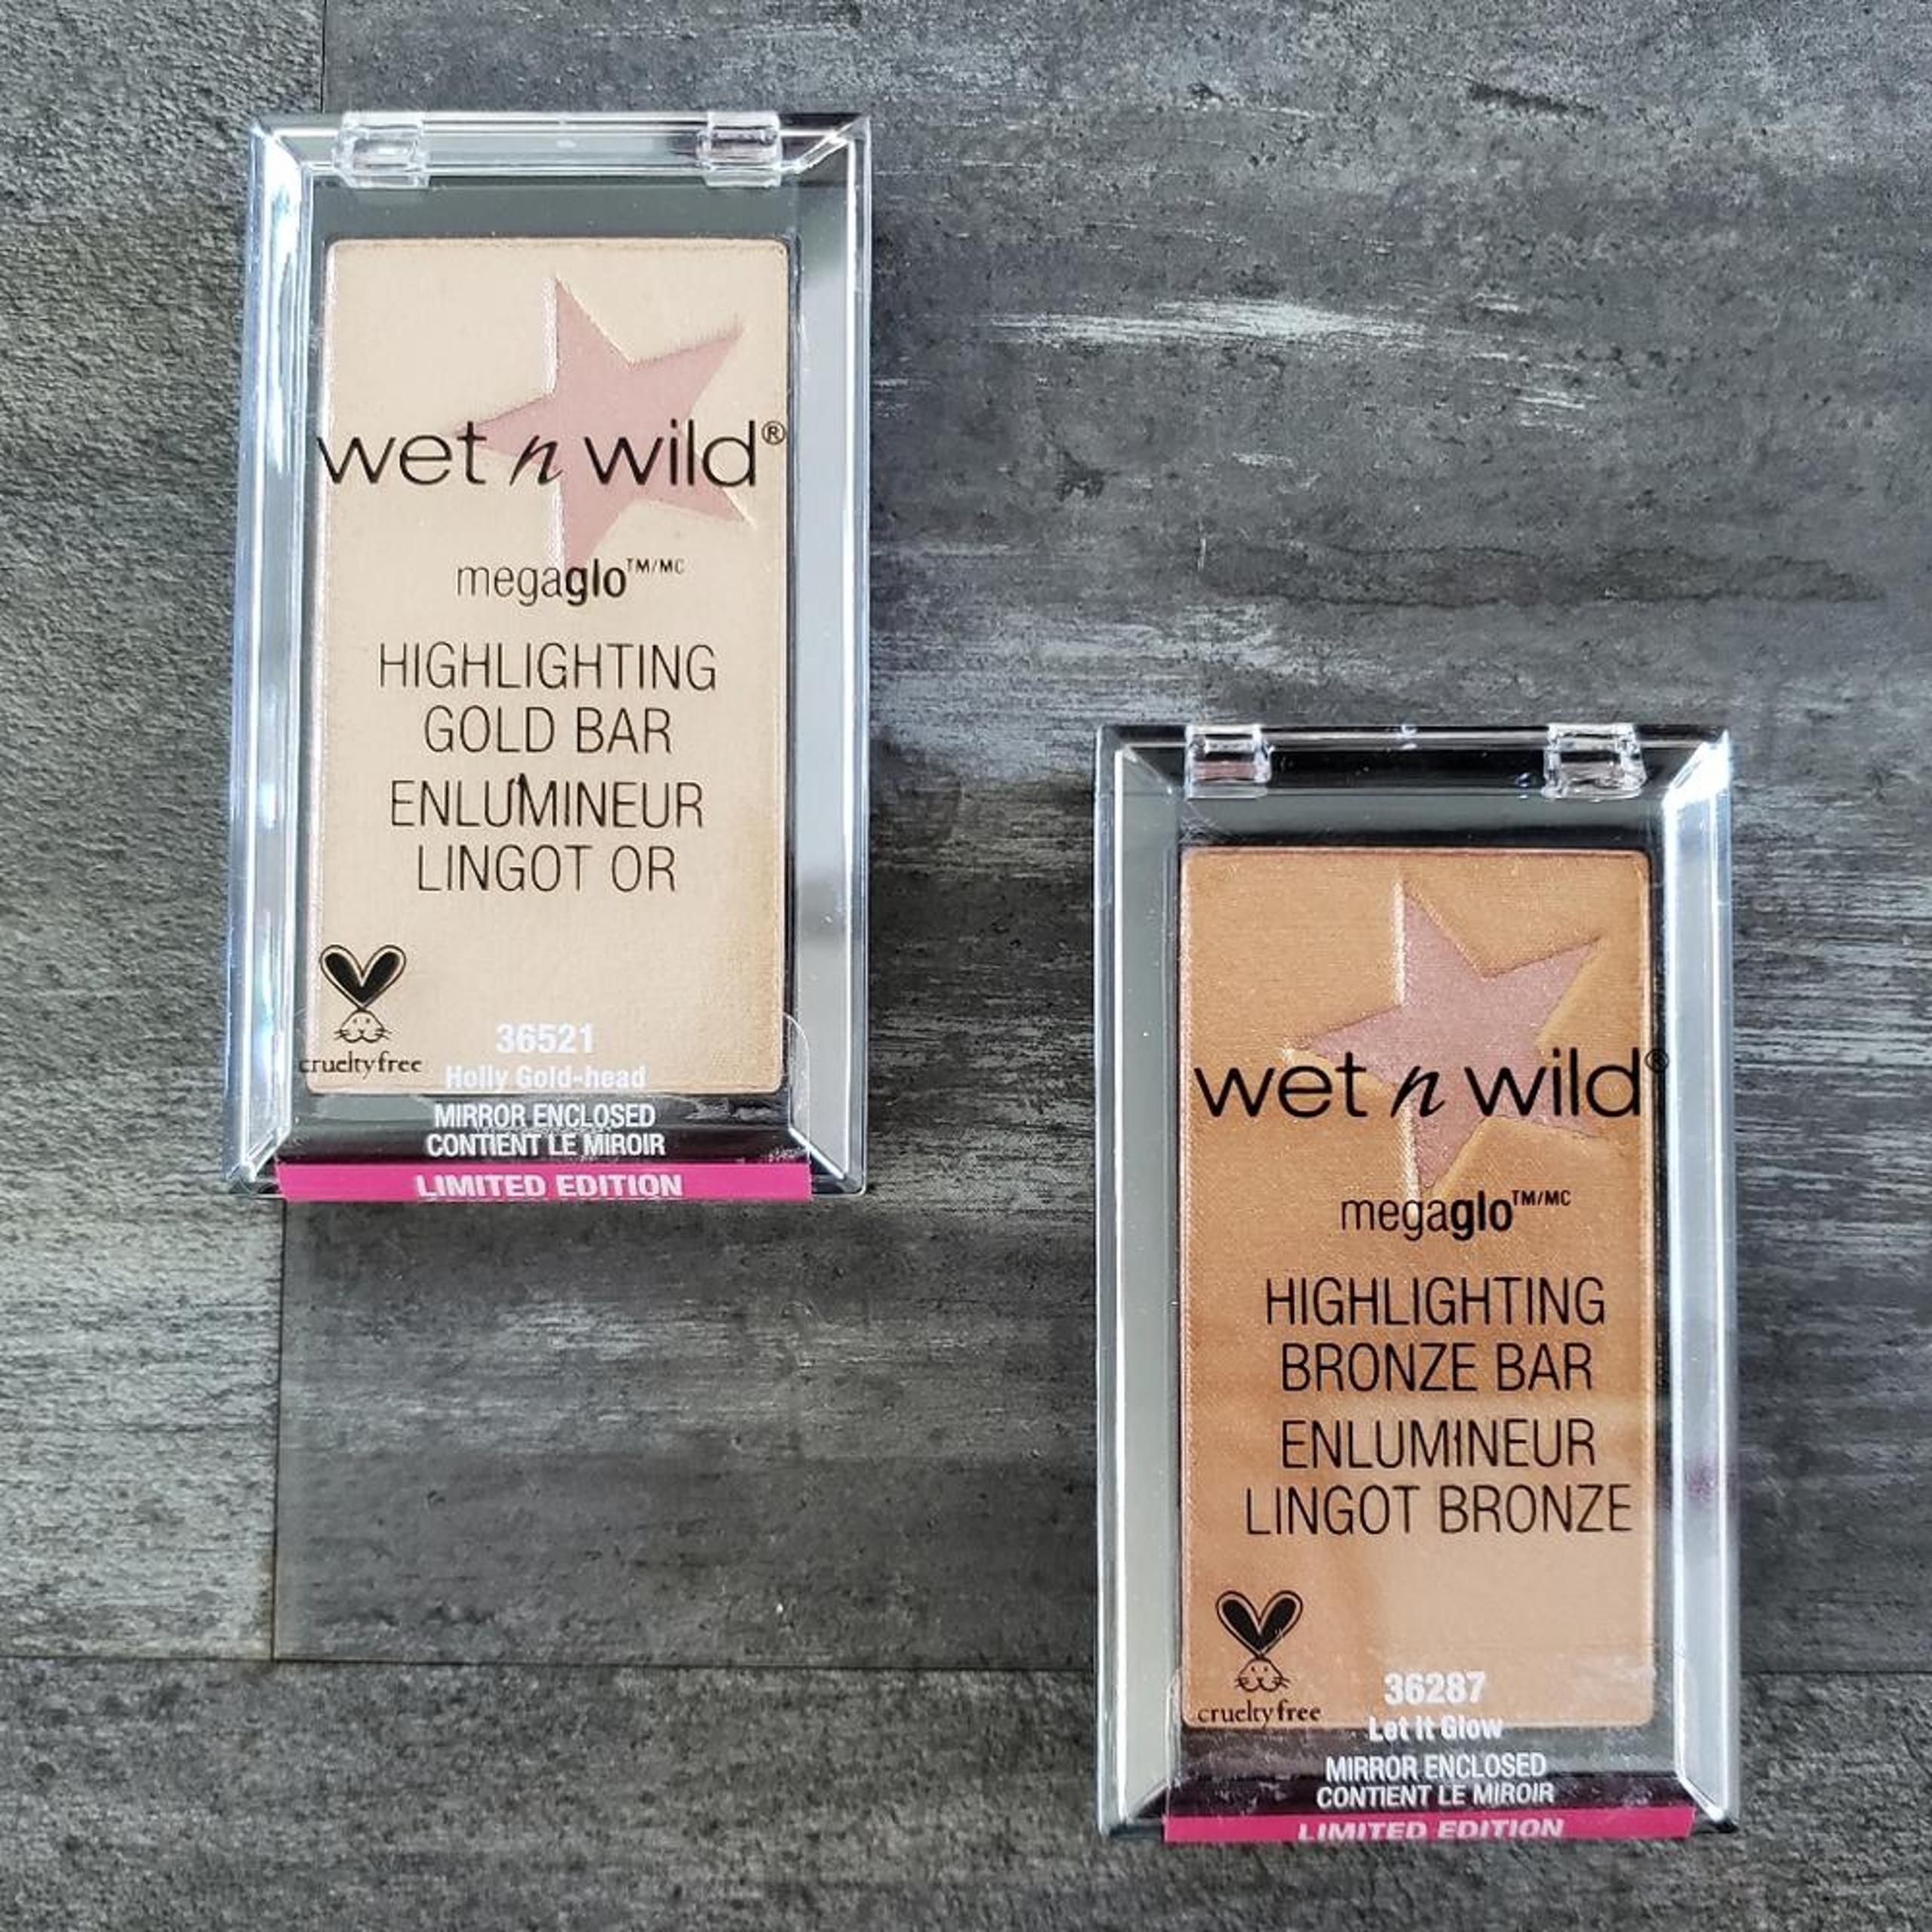 wet n wild®
megaglo™/MC
HIGHLIGHTING
GOLD BAR
ENLUMINEUR
LINGOT OR
crueltyfree
36521
Holly Gold-head
MIRROR ENCLOSED
CONTIENT LE MIROIR
LIMITED EDITION
wet n wild®
megaglo™/MC
HIGHLIGHTING
BRONZE BAR
ENLUMINEUR
LINGOT BRONZE
crueltyfree
36287
Let It Glow
MIRROR ENCLOSED
CONTIENT LE MIROIR
LIMITED EDITION